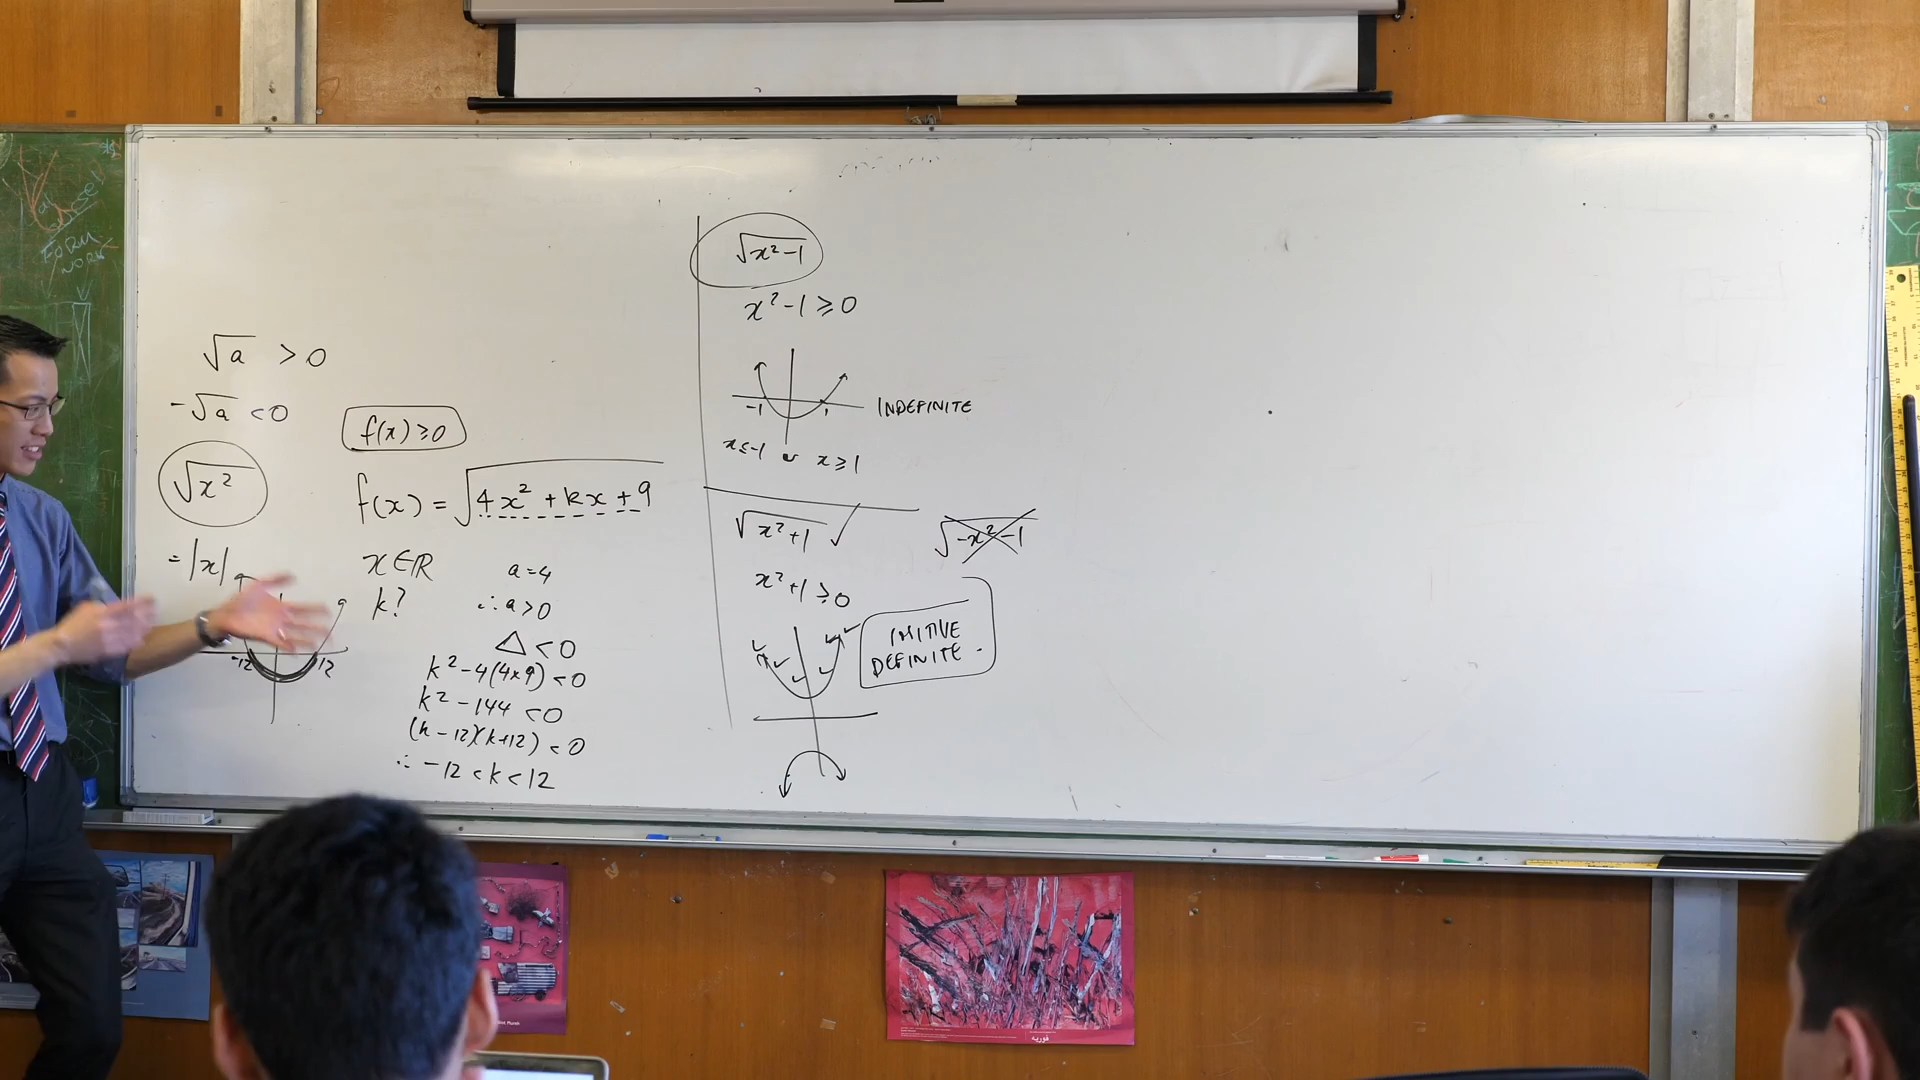 √a > 0
-√a < 0
√x²
= |x|
-12 12
f(x) ≥ 0
f(x) = √4x² + kx + 9
x ∈ ℝ
k?
a = 4
∴ a > 0
△ < 0
k² - 4(4×9) < 0
k² - 144 < 0
(k - 12)(k + 12) < 0
∴ -12 < k < 12
√x² - 1
x² - 1 ≥ 0
-1 1
INDEFINITE
x ≤ -1 or x ≥ 1
√x² + 1 ✓
√-x² - 1
x² + 1 ≥ 0
DEFINITE.
FORM
WORK